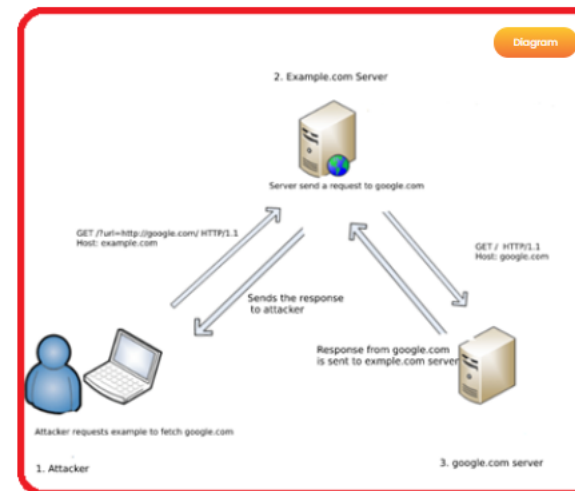 Diagram
2. Example.com Server
Server send a request to google.com
GET /?url=http://google.com/ HTTP/1.1
Host: example.com
GET / HTTP/1.1
Host: google.com
Sends the response
to attacker
Response from google.com
is sent to exmple.com server
Attacker requests example to fetch google.com
1. Attacker
3. google.com server